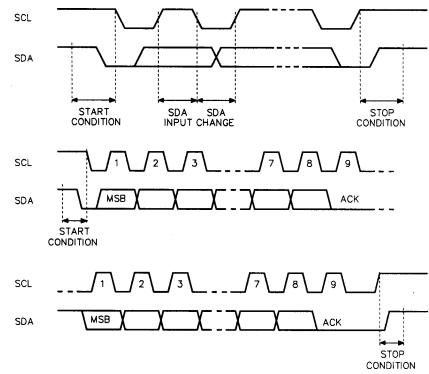 SCL
SDA
START CONDITION
SDA INPUT
SDA CHANGE
STOP CONDITION
SCL
1 2 3 7 8 9
SDA
MSB ACK
START CONDITION
SCL
1 2 3 7 8 9
SDA
MSB ACK
STOP CONDITION